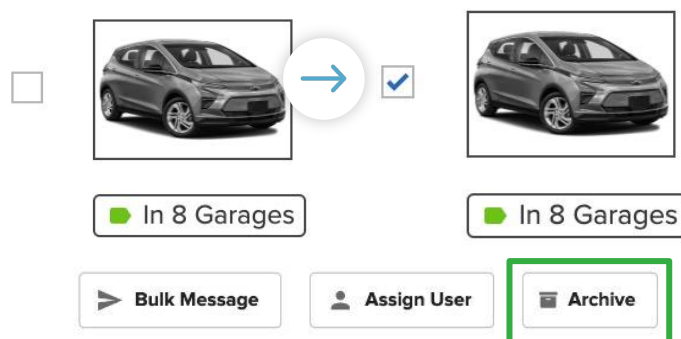 In 8 Garages
In 8 Garages
Bulk Message
Assign User
Archive